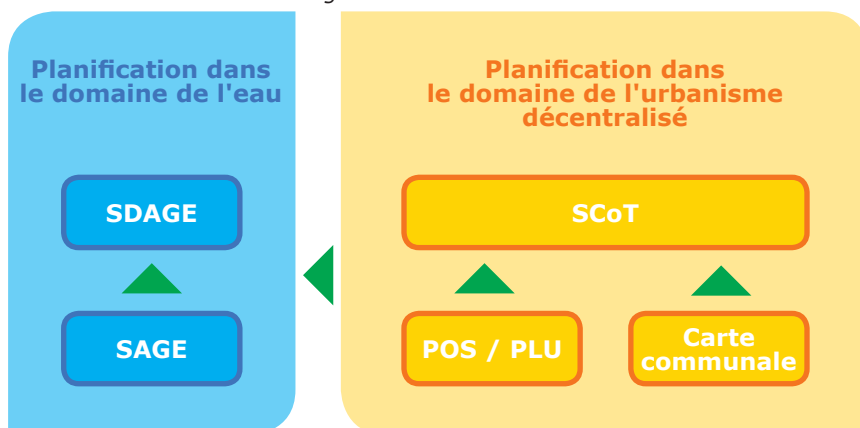 Planification dans
le domaine de l'eau
SDAGE
SAGE
Planification dans
le domaine de l'urbanisme
décentralisé
SCoT
POS / PLU
Carte
communale